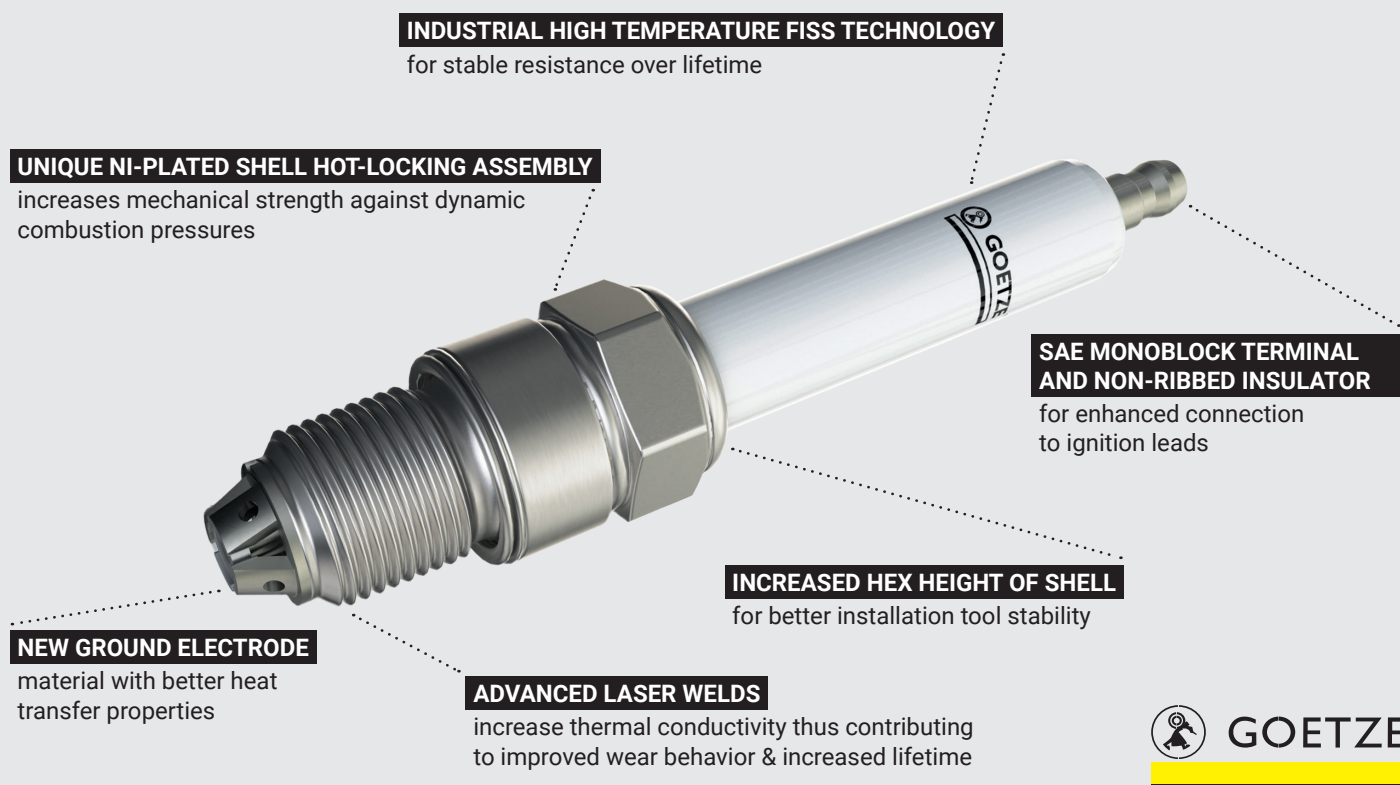 INDUSTRIAL HIGH TEMPERATURE FISS TECHNOLOGY
for stable resistance over lifetime
UNIQUE NI-PLATED SHELL HOT-LOCKING ASSEMBLY
increases mechanical strength against dynamic
combustion pressures
GOETZE
SAE MONOBLOCK TERMINAL
AND NON-RIBBED INSULATOR
for enhanced connection
to ignition leads
INCREASED HEX HEIGHT OF SHELL
for better installation tool stability
NEW GROUND ELECTRODE
material with better heat
transfer properties
ADVANCED LASER WELDS
increase thermal conductivity thus contributing
to improved wear behavior & increased lifetime
GOETZE